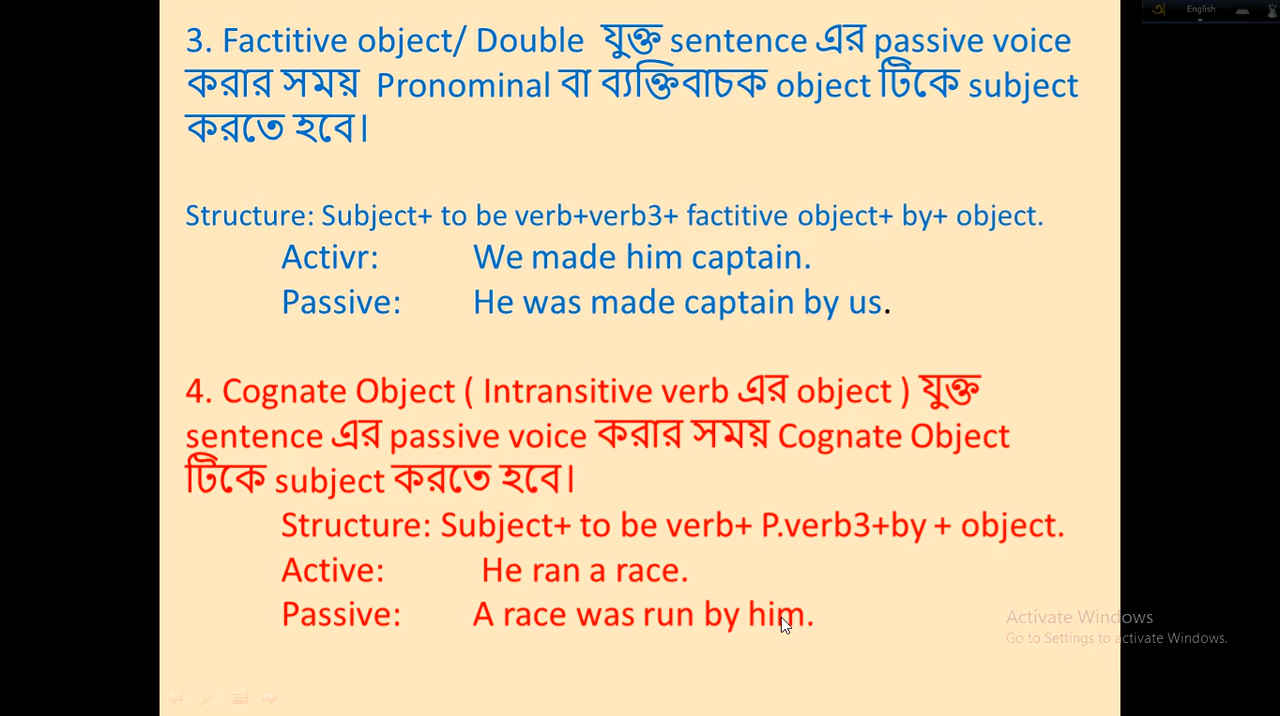 English
3. Factitive object/ Double যুক্ত sentence এর passive voice
করার সময় Pronominal বা ব্যক্তিবাচক object টিকে subject
করতে হবে।
Structure: Subject+ to be verb+verb3+ factitive object+ by+ object.
Activr: We made him captain.
Passive: He was made captain by us.
4. Cognate Object ( Intransitive verb এর object ) যুক্ত
sentence এর passive voice করার সময় Cognate Object
টিকে subject করতে হবে।
Structure: Subject+ to be verb+ P.verb3+by + object.
Active: He ran a race.
Passive: A race was run by him.
Activate Windows
Go to Settings to activate Windows.